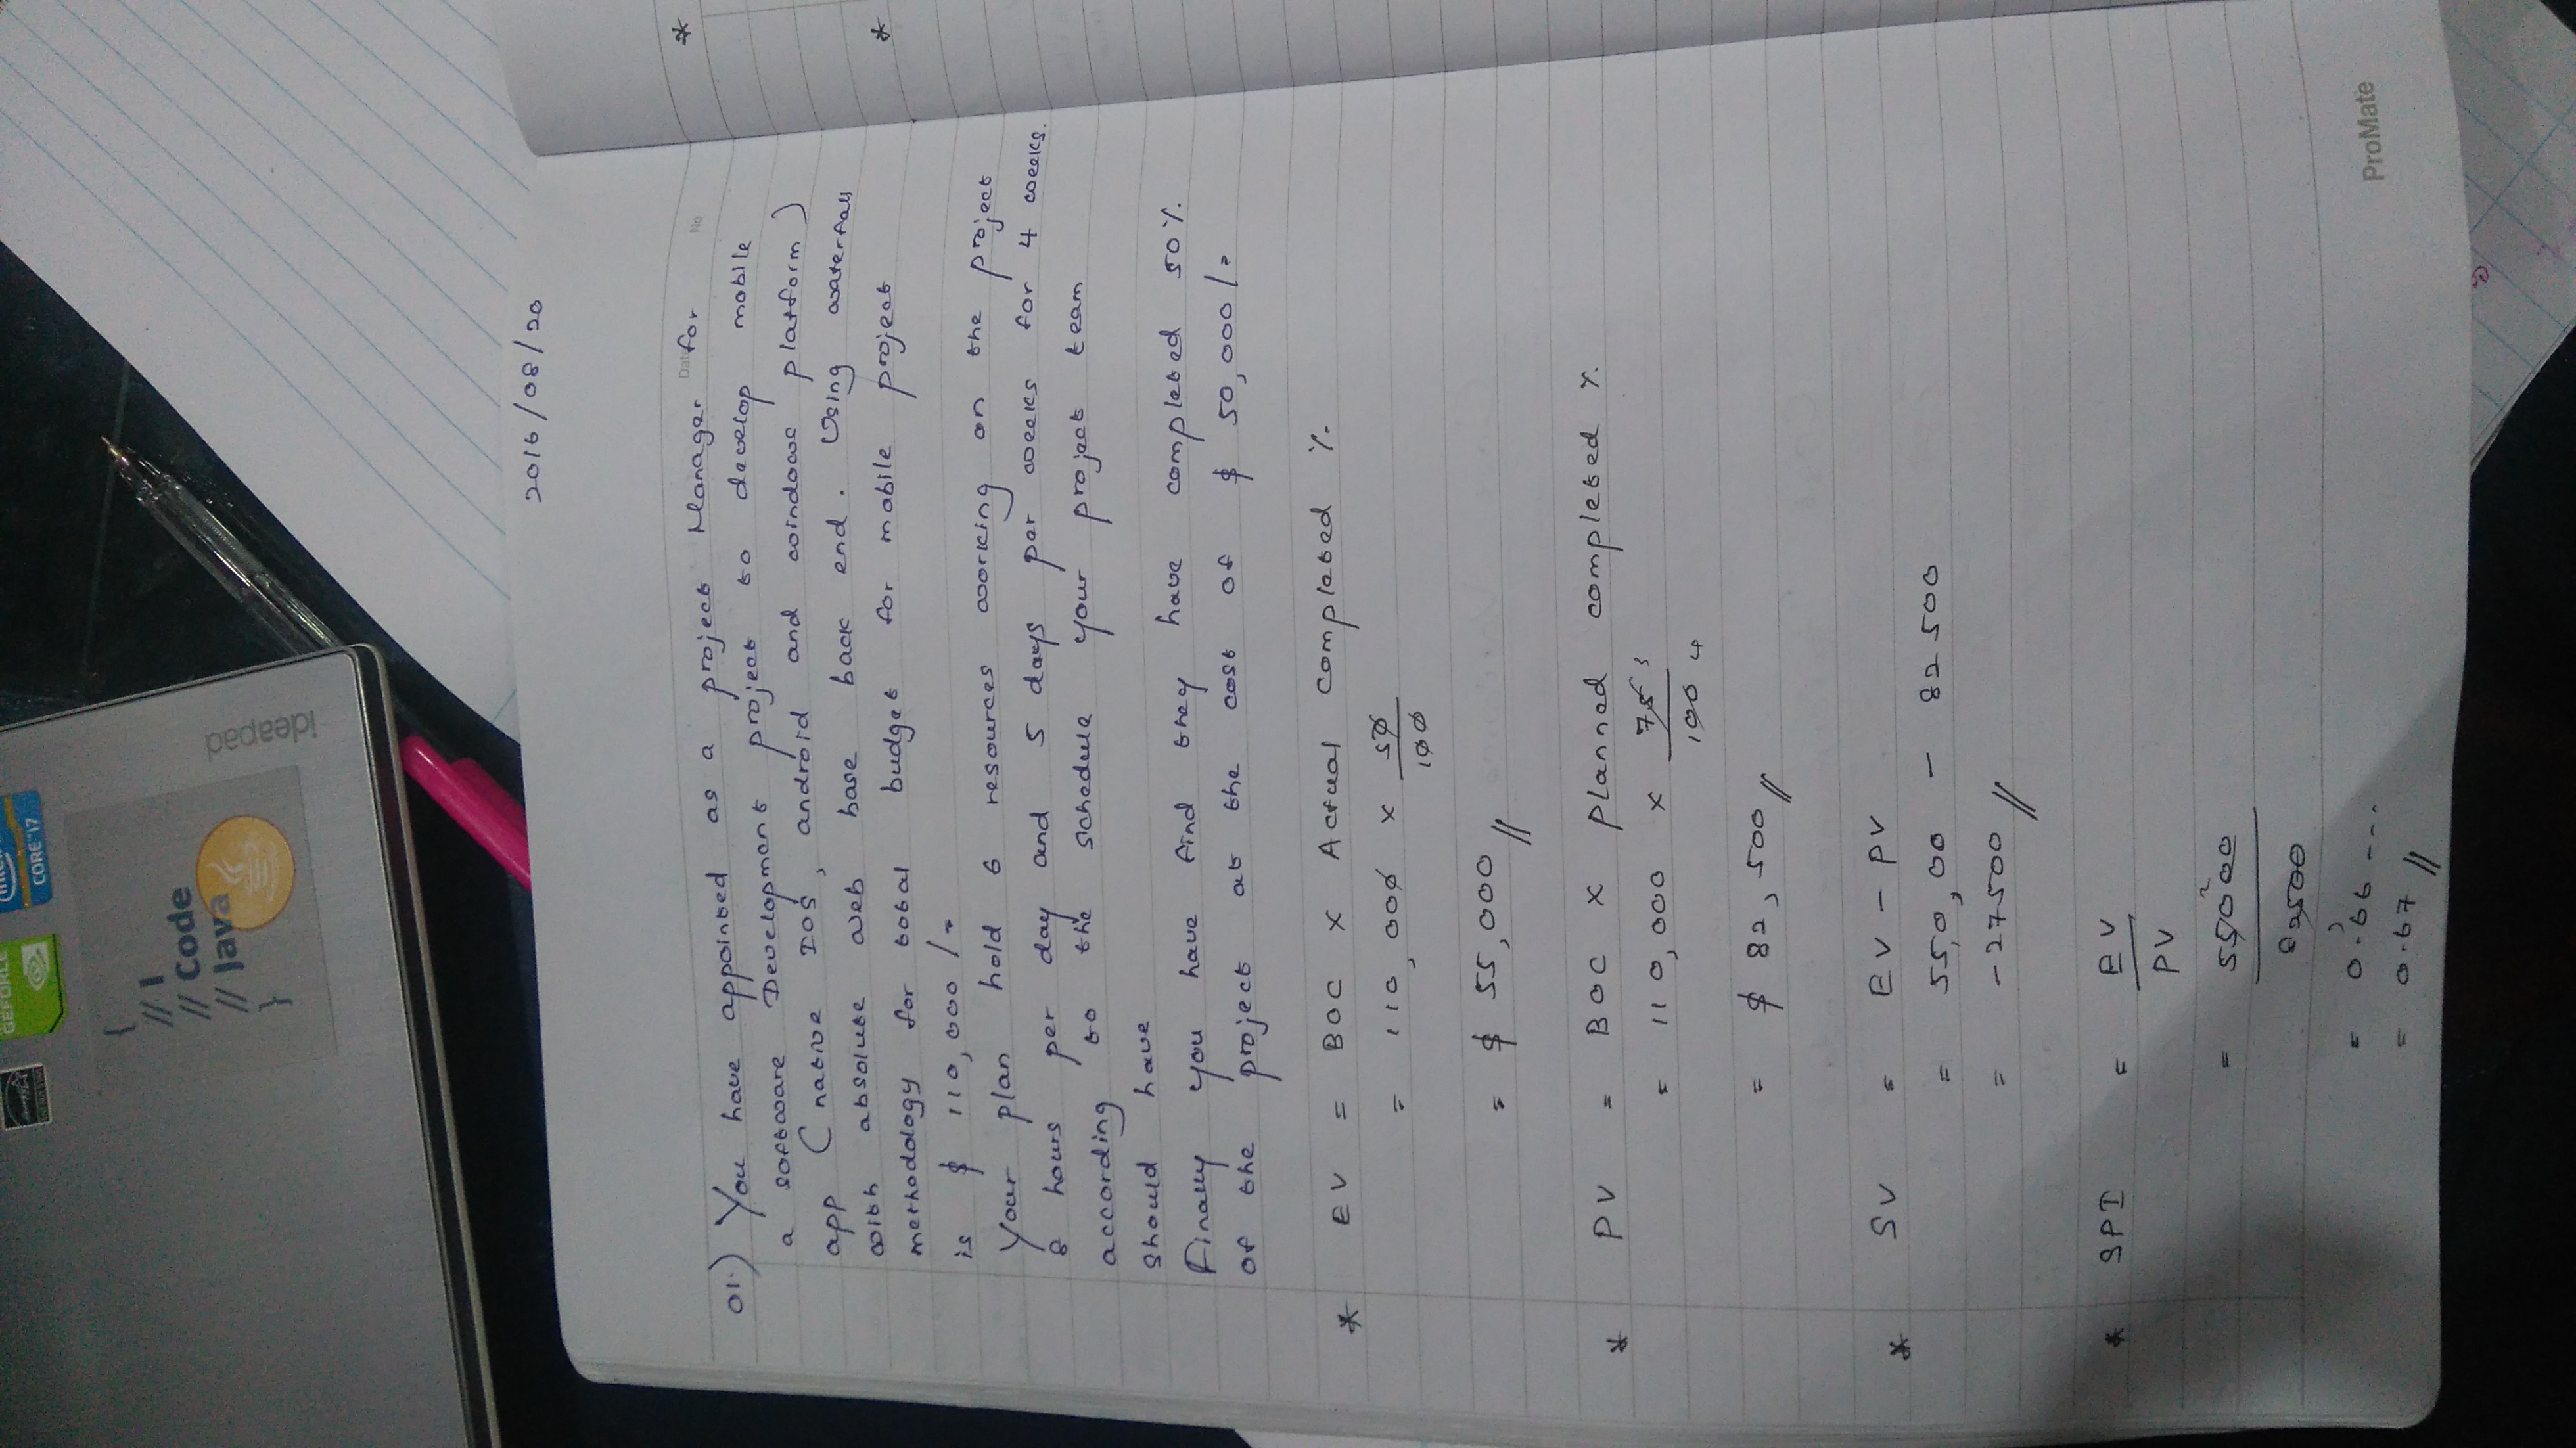 GEFORCE
CORE i7
{
// I
// Code
// Java
}
ideapad
2016/08/20
Date No
01.) You have appointed as a project Manager for
a software Development project to develop mobile
app (native IOS, android and windows platform)
with absolute web base back end. Using waterfall
methodology for total budget for mobile project
is $ 110,000/=
Your plan hold 6 resources working on the project
8 hours per day and 5 days per weeks for 4 weeks.
according to the schedule your project team
should have
Finally you have find they have completed 50%
of the project at the cost of $ 50,000/=
* EV = BOC x Actual completed %
= 110,000 x 50
100
= $ 55,000 //
* PV = BOC x planned completed %
= 110,000 x 75 3
100 4
= $ 82,500 //
* SV = EV - PV
= 550,00 - 82500
= -27500 //
* SPI = EV
PV
2
= 55000
82500
3
= 0.66 ---
= 0.67 //
ProMate
*
*